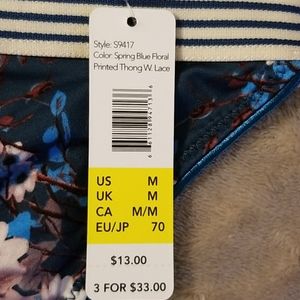 Style: S9417
Color: Spring Blue Floral
Printed Thong W. Lace
US M
UK M
CA M/M
EU/JP 70
$13.00
3 FOR $33.00